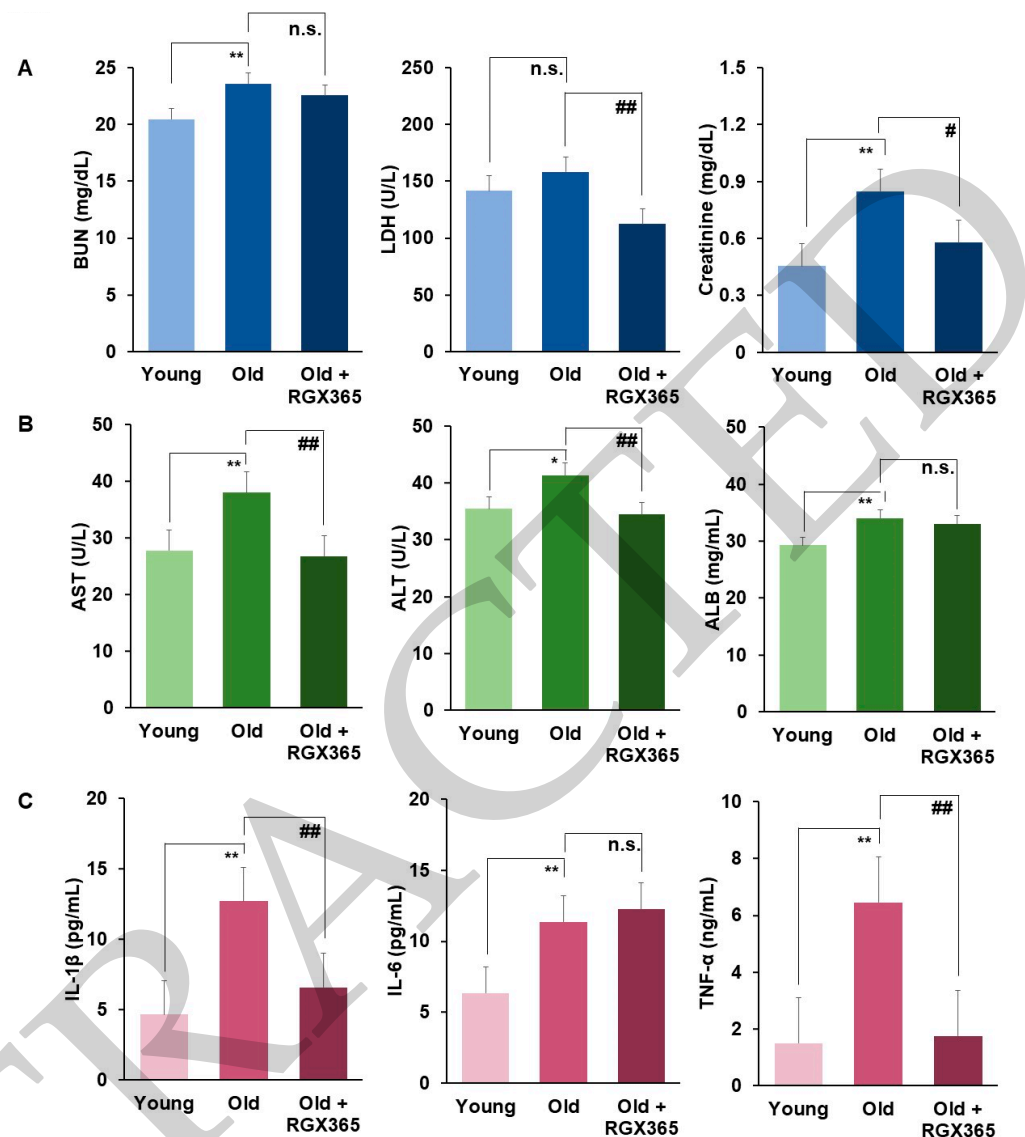 A
n.s.
**
25
20
15
10
5
0
BUN (mg/dL)
Young
Old
Old +
RGX365
n.s.
##
250
200
150
100
50
0
LDH (U/L)
Young
Old
Old +
RGX365
#
**
1.5
1.2
0.9
0.6
0.3
0
Creatinine (mg/dL)
Young
Old
Old +
RGX365
B
##
**
50
40
30
20
10
0
AST (U/L)
Young
Old
Old +
RGX365
##
*
50
40
30
20
10
0
ALT (U/L)
Young
Old
Old +
RGX365
n.s.
**
50
40
30
20
10
0
ALB (mg/mL)
Young
Old
Old +
RGX365
C
##
**
20
15
10
5
0
IL-1β (pg/mL)
Young
Old
Old +
RGX365
n.s.
**
20
15
10
5
0
IL-6 (pg/mL)
Young
Old
Old +
RGX365
##
**
10
8
6
4
2
0
TNF-α (ng/mL)
Young
Old
Old +
RGX365
TRACTED